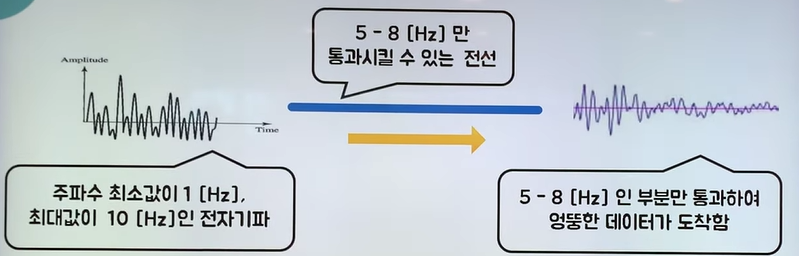 5 - 8 [Hz] 만
통과시킬 수 있는 전선
Amplitude
Time
주파수 최소값이 1 [Hz],
최대값이 10 [Hz]인 전자기파
5 - 8 [Hz] 인 부분만 통과하여
엉뚱한 데이터가 도착함